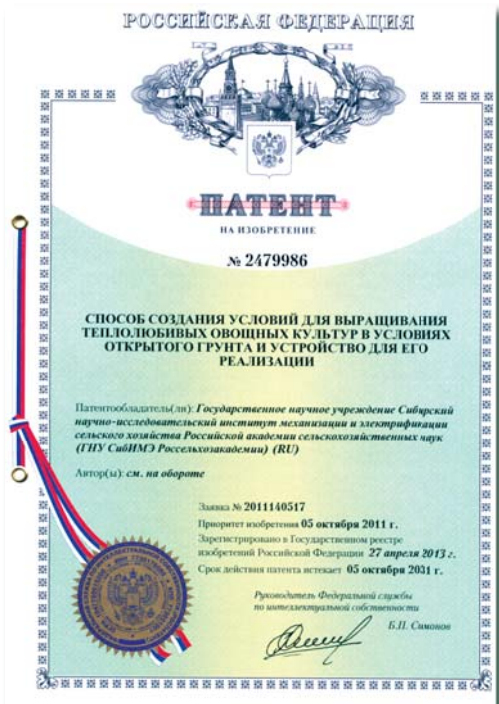 РОССИЙСКАЯ ФЕДЕРАЦИЯ
ПАТЕНТ
НА ИЗОБРЕТЕНИЕ
№ 2479986
СПОСОБ СОЗДАНИЯ УСЛОВИЙ ДЛЯ ВЫРАЩИВАНИЯ
ТЕПЛОЛЮБИВЫХ ОВОЩНЫХ КУЛЬТУР В УСЛОВИЯХ
ОТКРЫТОГО ГРУНТА И УСТРОЙСТВО ДЛЯ ЕГО
РЕАЛИЗАЦИИ
Патентообладатель(ли): Государственное научное учреждение Сибирский
научно-исследовательский институт механизации и электрификации
сельского хозяйства Российской академии сельскохозяйственных наук
(ГНУ СибИМЭ Россельхозакадемии) (RU)
Автор(ы): см. на обороте
Заявка № 2011140517
Приоритет изобретения 05 октября 2011 г.
Зарегистрировано в Государственном реестре
изобретений Российской Федерации 27 апреля 2013 г.
Срок действия патента истекает 05 октября 2031 г.
Руководитель Федеральной службы
по интеллектуальной собственности
Б.П. Симонов